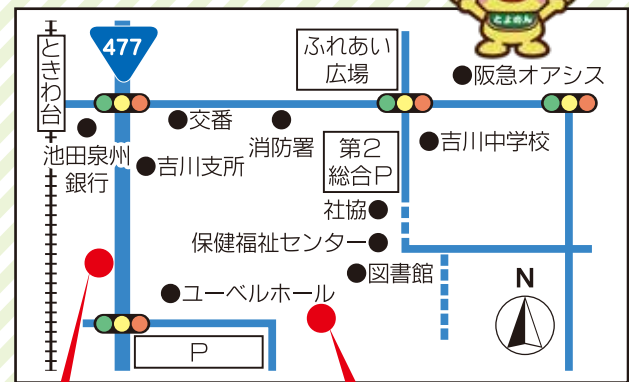 とよのん
ときわ台
477
ふれあい
広場
阪急オアシス
交番
消防署
吉川中学校
池田泉州
銀行
吉川支所
第2
総合P
社協
保健福祉センター
図書館
ユーベルホール
N
P